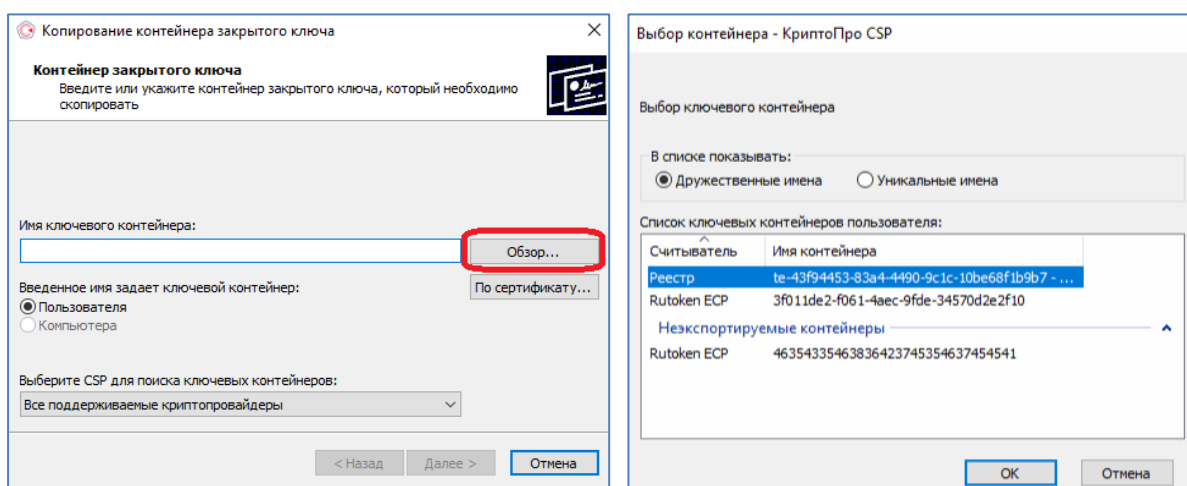 Копирование контейнера закрытого ключа
Контейнер закрытого ключа
Введите или укажите контейнер закрытого ключа, который необходимо
скопировать
Имя ключевого контейнера:
Обзор...
Введенное имя задает ключевой контейнер:
По сертификату...
Пользователя
Компьютера
Выберите CSP для поиска ключевых контейнеров:
Все поддерживаемые криптопровайдеры
< Назад Далее > Отмена
Выбор контейнера - КриптоПро CSP
Выбор ключевого контейнера
В списке показывать:
Дружественные имена Уникальные имена
Список ключевых контейнеров пользователя:
Считыватель Имя контейнера
Реестр te-43f94453-83a4-4490-9c1c-10be68f1b9b7 - ...
Rutoken ECP 3f011de2-f061-4aec-9fde-34570d2e2f10
Неэкспортируемые контейнеры
Rutoken ECP 46354335463836423745354637454541
OK Отмена